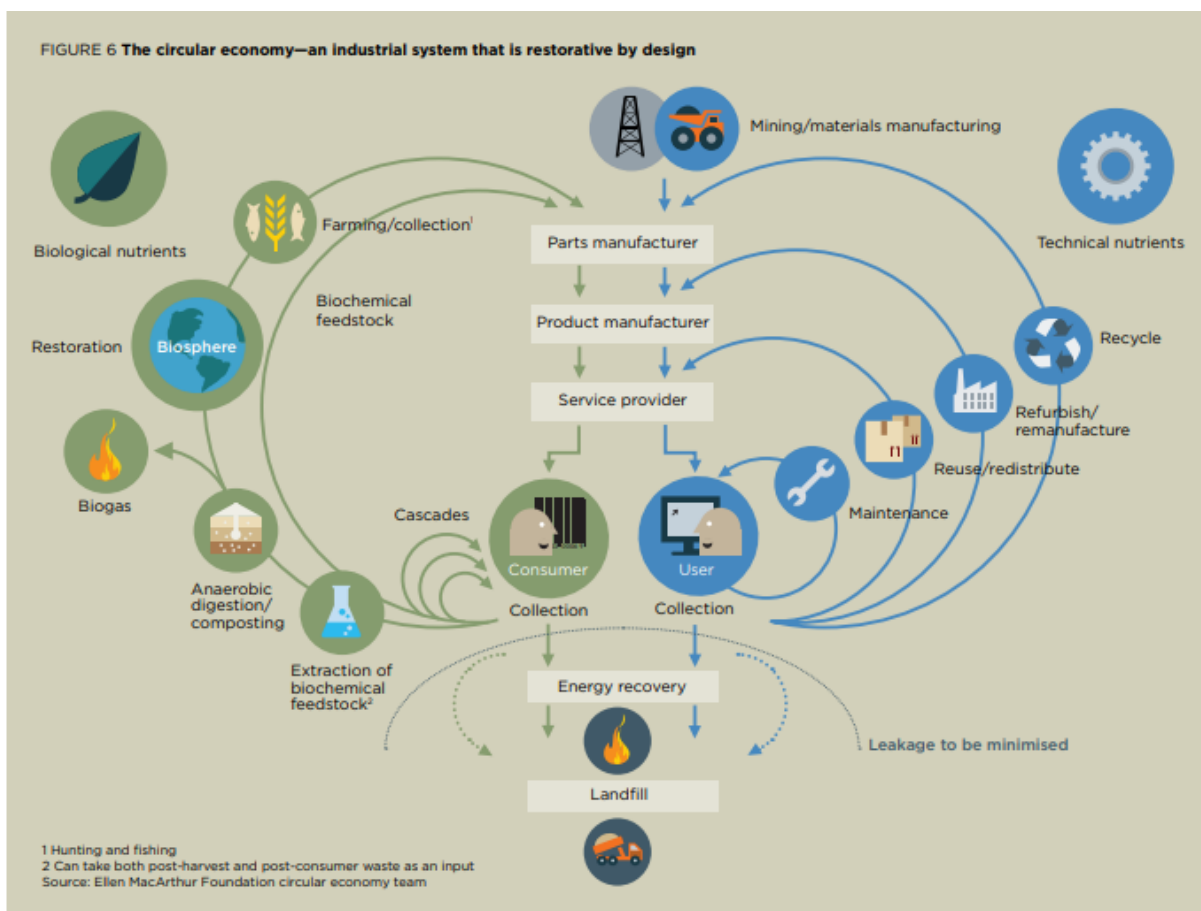 FIGURE 6 The circular economy—an industrial system that is restorative by design
Mining/materials manufacturing
Biological nutrients
Farming/collection¹
Technical nutrients
Parts manufacturer
Biochemical
feedstock
Product manufacturer
Restoration
Biosphere
Recycle
Service provider
Refurbish/
remanufacture
Reuse/redistribute
Biogas
Cascades
Maintenance
Consumer
User
Anaerobic
digestion/
composting
Collection
Collection
Extraction of
biochemical
feedstock²
Energy recovery
Leakage to be minimised
Landfill
1 Hunting and fishing
2 Can take both post-harvest and post-consumer waste as an input
Source: Ellen MacArthur Foundation circular economy team